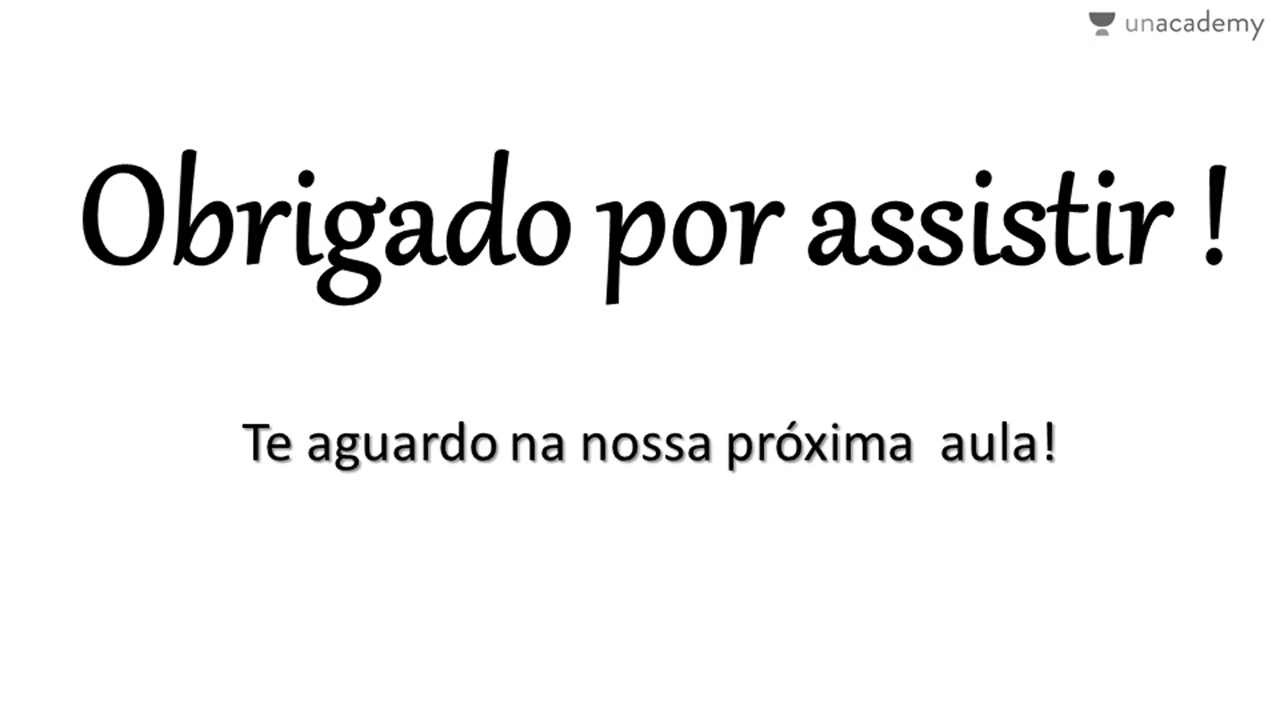 unacademy
Obrigado por assistir !
Te aguardo na nossa próxima aula!